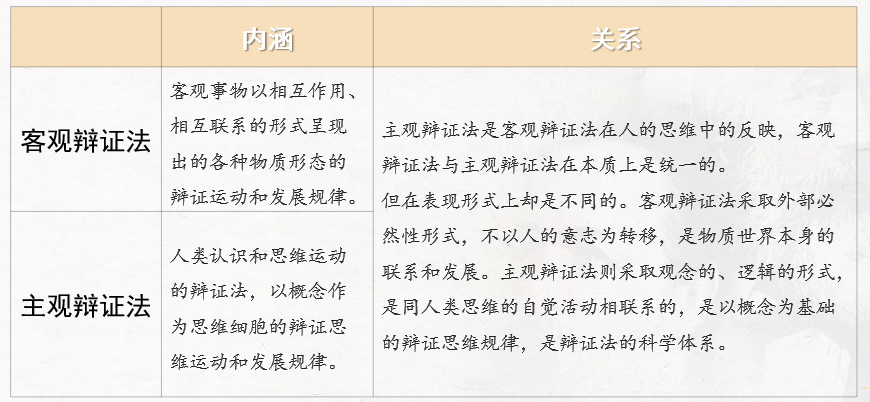 内涵
关系
客观辩证法
客观事物以相互作用、
相互联系的形式呈现
出的各种物质形态的
辩证运动和发展规律。
主观辩证法是客观辩证法在人的思维中的反映，客观
辩证法与主观辩证法在本质上是统一的。
但在表现形式上却是不同的。客观辩证法采取外部必
然性形式，不以人的意志为转移，是物质世界本身的
联系和发展。主观辩证法则采取观念的、逻辑的形式，
是同人类思维的自觉活动相联系的，是以概念为基础
的辩证思维规律，是辩证法的科学体系。
主观辩证法
人类认识和思维运动
的辩证法，以概念作
为思维细胞的辩证思
维运动和发展规律。